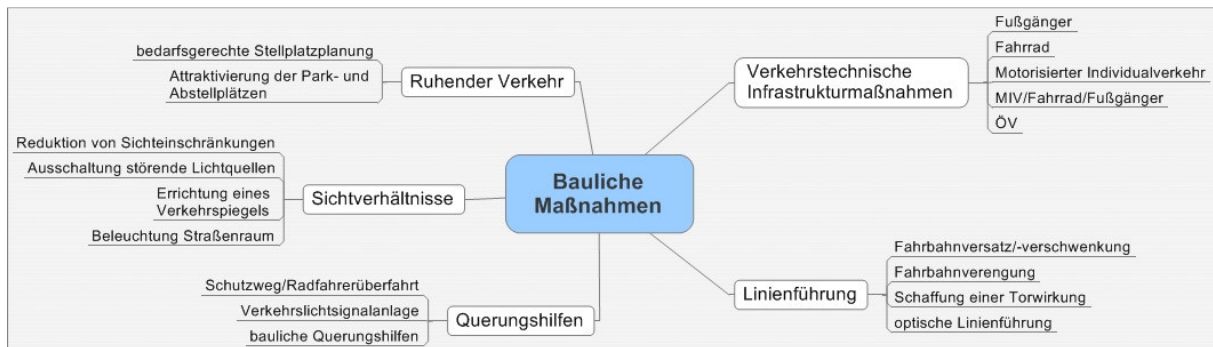 bedarfsgerechte Stellplatzplanung
Attraktivierung der Park- und
Abstellplätzen
Ruhender Verkehr
Reduktion von Sichteinschränkungen
Ausschaltung störende Lichtquellen
Errichtung eines
Verkehrspiegels
Beleuchtung Straßenraum
Sichtverhältnisse
Schutzweg/Radfahrerüberfahrt
Verkehrslichtsignalanlage
bauliche Querungshilfen
Querungshilfen
Bauliche
Maßnahmen
Verkehrstechnische
Infrastrukturmaßnahmen
Fußgänger
Fahrrad
Motorisierter Individualverkehr
MIV/Fahrrad/Fußgänger
ÖV
Linienführung
Fahrbahnversatz/-verschwenkung
Fahrbahnverengung
Schaffung einer Torwirkung
optische Linienführung